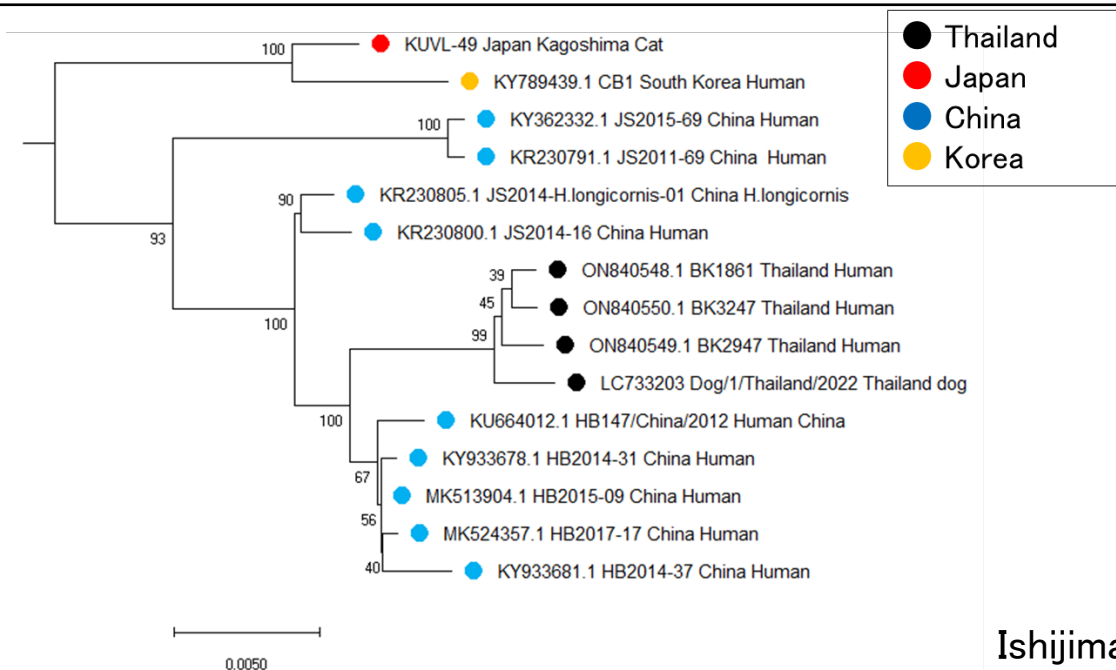 Thailand
Japan
China
Korea
100
KUVL-49 Japan Kagoshima Cat
KY789439.1 CB1 South Korea Human
100
KY362332.1 JS2015-69 China Human
KR230791.1 JS2011-69 China Human
93
90
KR230805.1 JS2014-H.longicornis-01 China H.longicornis
KR230800.1 JS2014-16 China Human
100
39
ON840548.1 BK1861 Thailand Human
45
ON840550.1 BK3247 Thailand Human
99
ON840549.1 BK2947 Thailand Human
LC733203 Dog/1/Thailand/2022 Thailand dog
100
KU664012.1 HB147/China/2012 Human China
67
KY933678.1 HB2014-31 China Human
MK513904.1 HB2015-09 China Human
56
MK524357.1 HB2017-17 China Human
40
KY933681.1 HB2014-37 China Human
0.0050
Ishijima